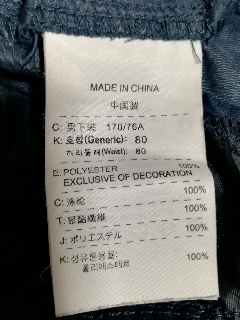 MADE IN CHINA
中國製
C: 男下装 170/76A
K: 호칭(Generic): 80
허리둘레(Waist): 80
E: POLYESTER 100%
EXCLUSIVE OF DECORATION
C: 涤纶 100%
T: 聚酯纖維 100%
J: ポリエステル 100%
K: 섬유혼용율: 100%
폴리에스테르